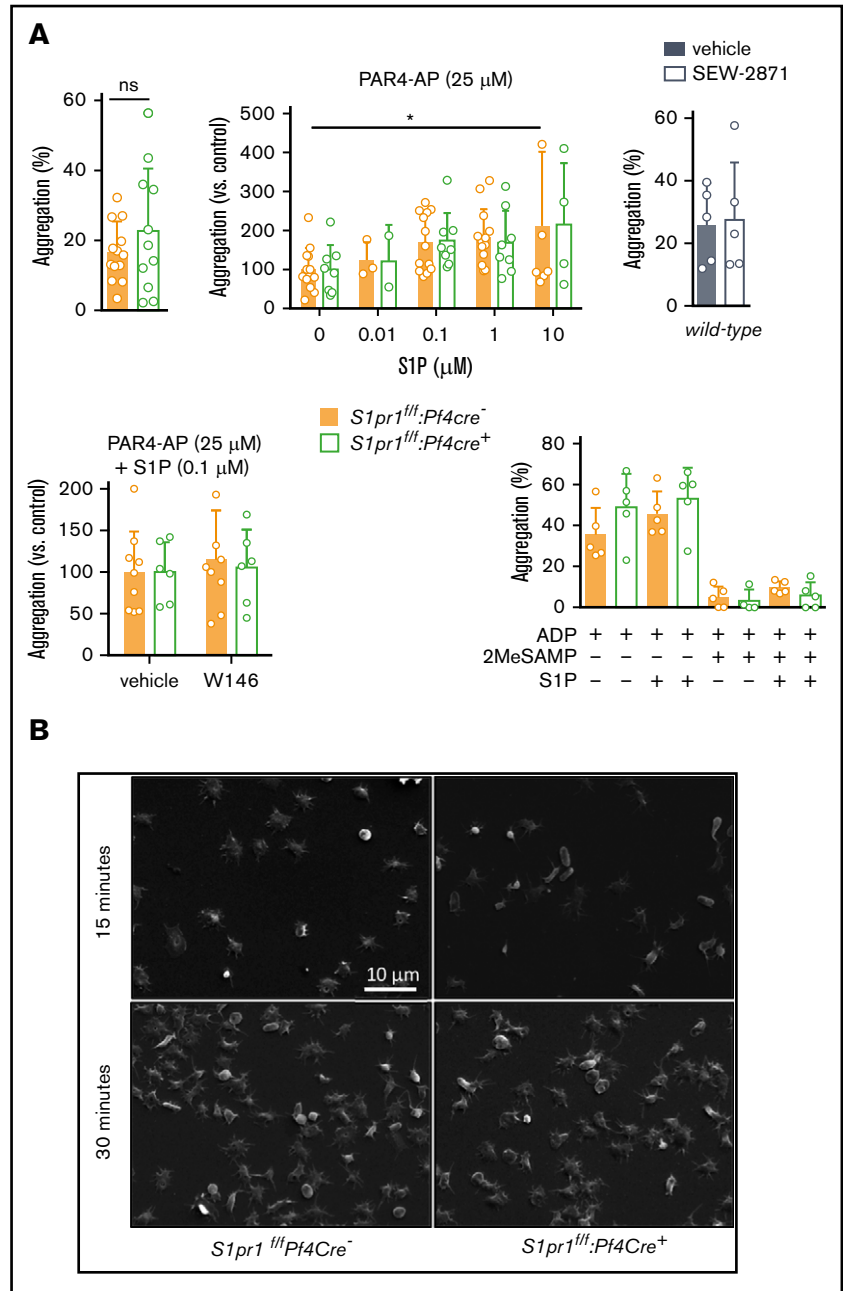 A
vehicle
SEW-2871
ns
60
40
20
0
Aggregation (%)
PAR4-AP (25 μM)
*
500
400
300
200
100
0
Aggregation (vs. control)
0 0.01 0.1 1 10
S1P (μM)
60
40
20
0
Aggregation (%)
wild-type
S1pr1f/f:Pf4cre-
S1pr1f/f:Pf4cre+
PAR4-AP (25 μM)
+ S1P (0.1 μM)
200
150
100
50
0
Aggregation (vs. control)
vehicle W146
80
60
40
20
0
Aggregation (%)
ADP + + + + + + + +
2MeSAMP – – – – + + + +
S1P – – + + – – + +
B
15 minutes
10 μm
30 minutes
S1pr1 f/fPf4Cre-
S1pr1f/f:Pf4Cre+